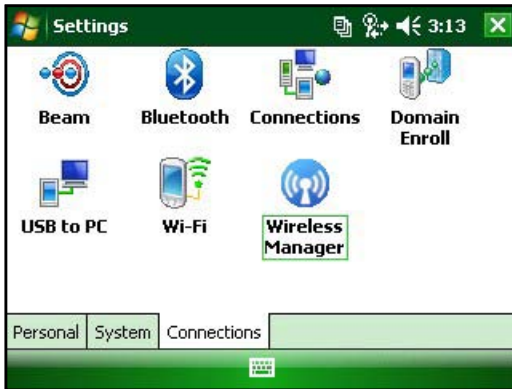 Settings 3:13
Beam Bluetooth Connections Domain Enroll
USB to PC Wi-Fi Wireless Manager
Personal System Connections